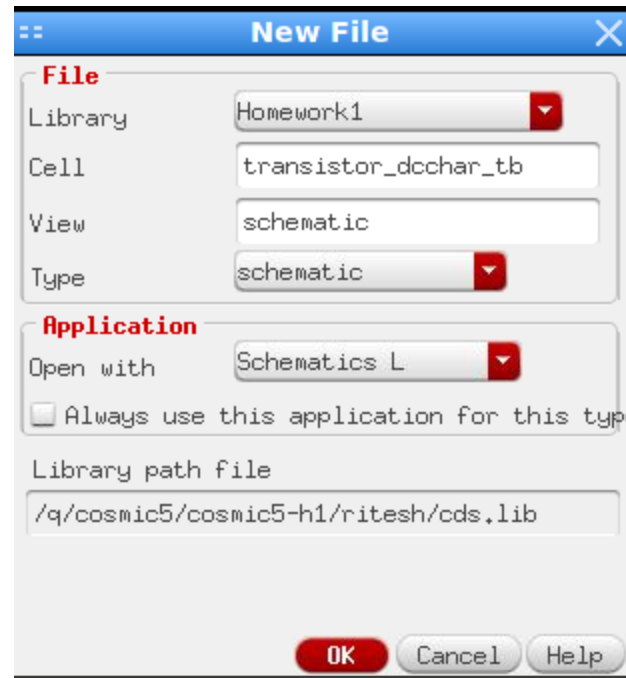 New File
File
Library Homework1
Cell transistor_dcchar_tb
View schematic
Type schematic
Application
Open with Schematics L
Always use this application for this typ
Library path file
/q/cosmic5/cosmic5-h1/ritesh/cds.lib
OK Cancel Help